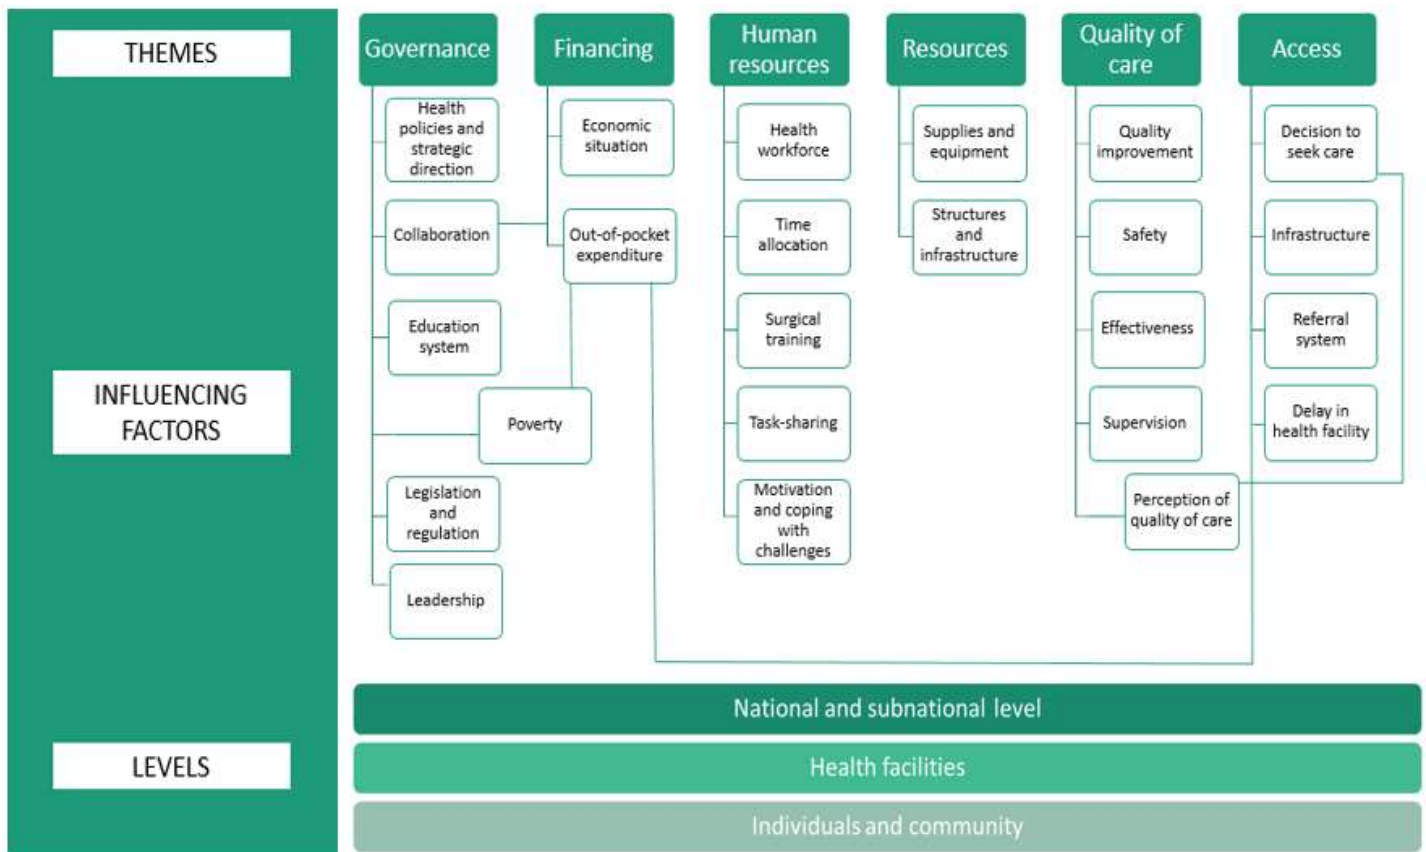 THEMES
Governance
Financing
Human
resources
Resources
Quality of
care
Access
INFLUENCING
FACTORS
Health
policies and
strategic
direction
Collaboration
Education
system
Poverty
Legislation
and
regulation
Leadership
Economic
situation
Out-of-pocket
expenditure
Health
workforce
Time
allocation
Surgical
training
Task-sharing
Motivation
and coping
with
challenges
Supplies and
equipment
Structures
and
infrastructure
Quality
improvement
Safety
Effectiveness
Supervision
Perception of
quality of care
Decision to
seek care
Infrastructure
Referral
system
Delay in
health facility
LEVELS
National and subnational level
Health facilities
Individuals and community